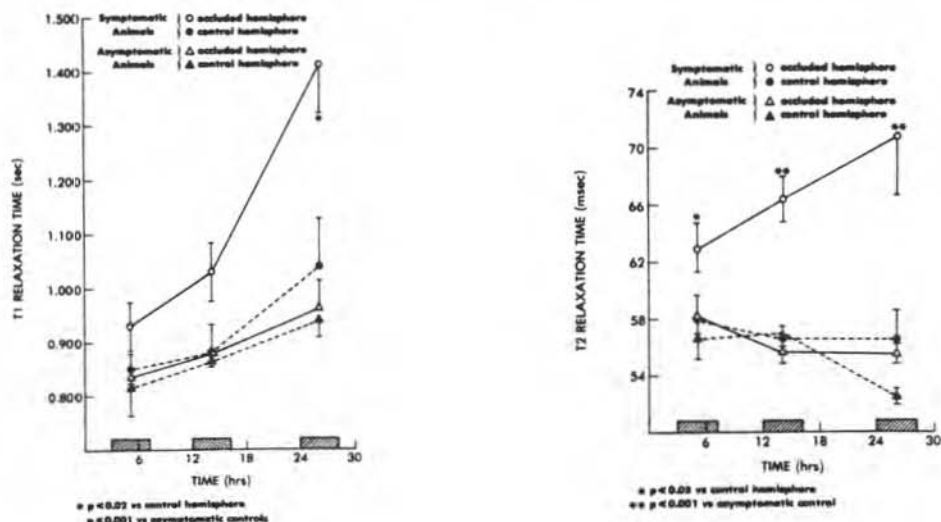 1.500
1.400
1.300
1.200
1.100
1.000
0.900
0.800
T1 RELAXATION TIME (sec)
Symptomatic Animals
○ occluded hemisphere
● control hemisphere
Asymptomatic Animals
△ occluded hemisphere
▲ control hemisphere
*
6 12 18 24 30
TIME (hrs)
* p<0.02 vs control hemisphere
p<0.001 vs asymptomatic controls
74
70
66
62
58
54
T2 RELAXATION TIME (msec)
Symptomatic Animals
○ occluded hemisphere
● control hemisphere
Asymptomatic Animals
△ occluded hemisphere
▲ control hemisphere
*
**
**
6 12 18 24 30
TIME (hrs)
* vs control hemisphere
** p<0.001 vs asymptomatic control